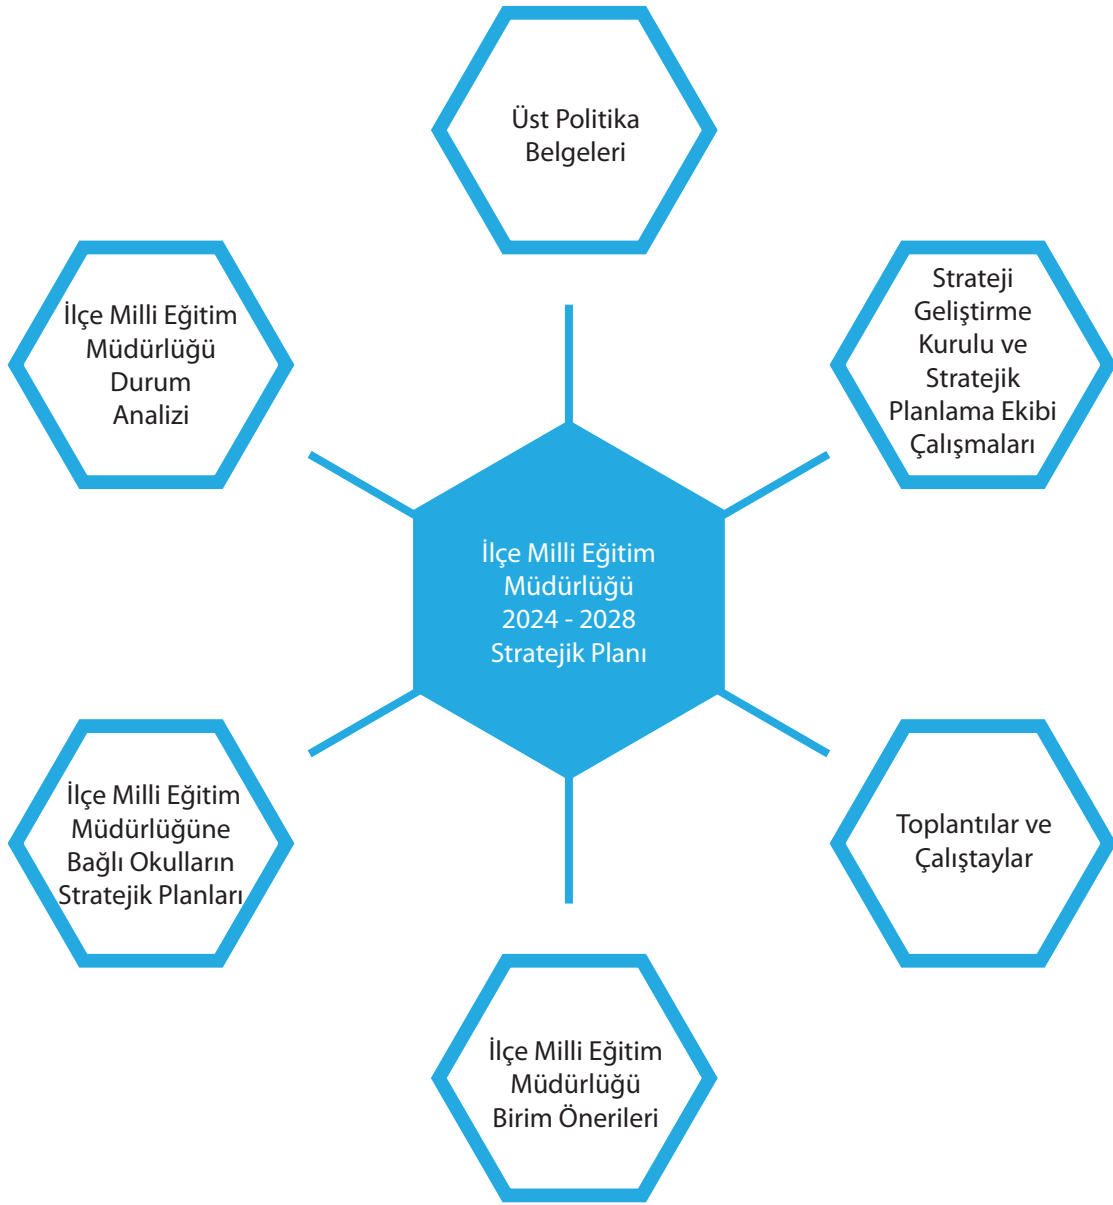 Üst Politika
Belgeleri
İlçe Milli Eğitim
Müdürlüğü
Durum
Analizi
Strateji
Geliştirme
Kurulu ve
Stratejik
Planlama Ekibi
Çalışmaları
İlçe Milli Eğitim
Müdürlüğü
2024 - 2028
Stratejik Planı
İlçe Milli Eğitim
Müdürlüğüne
Bağlı Okulların
Stratejik Planları
Toplantılar ve
Çalıştaylar
İlçe Milli Eğitim
Müdürlüğü
Birim Önerileri